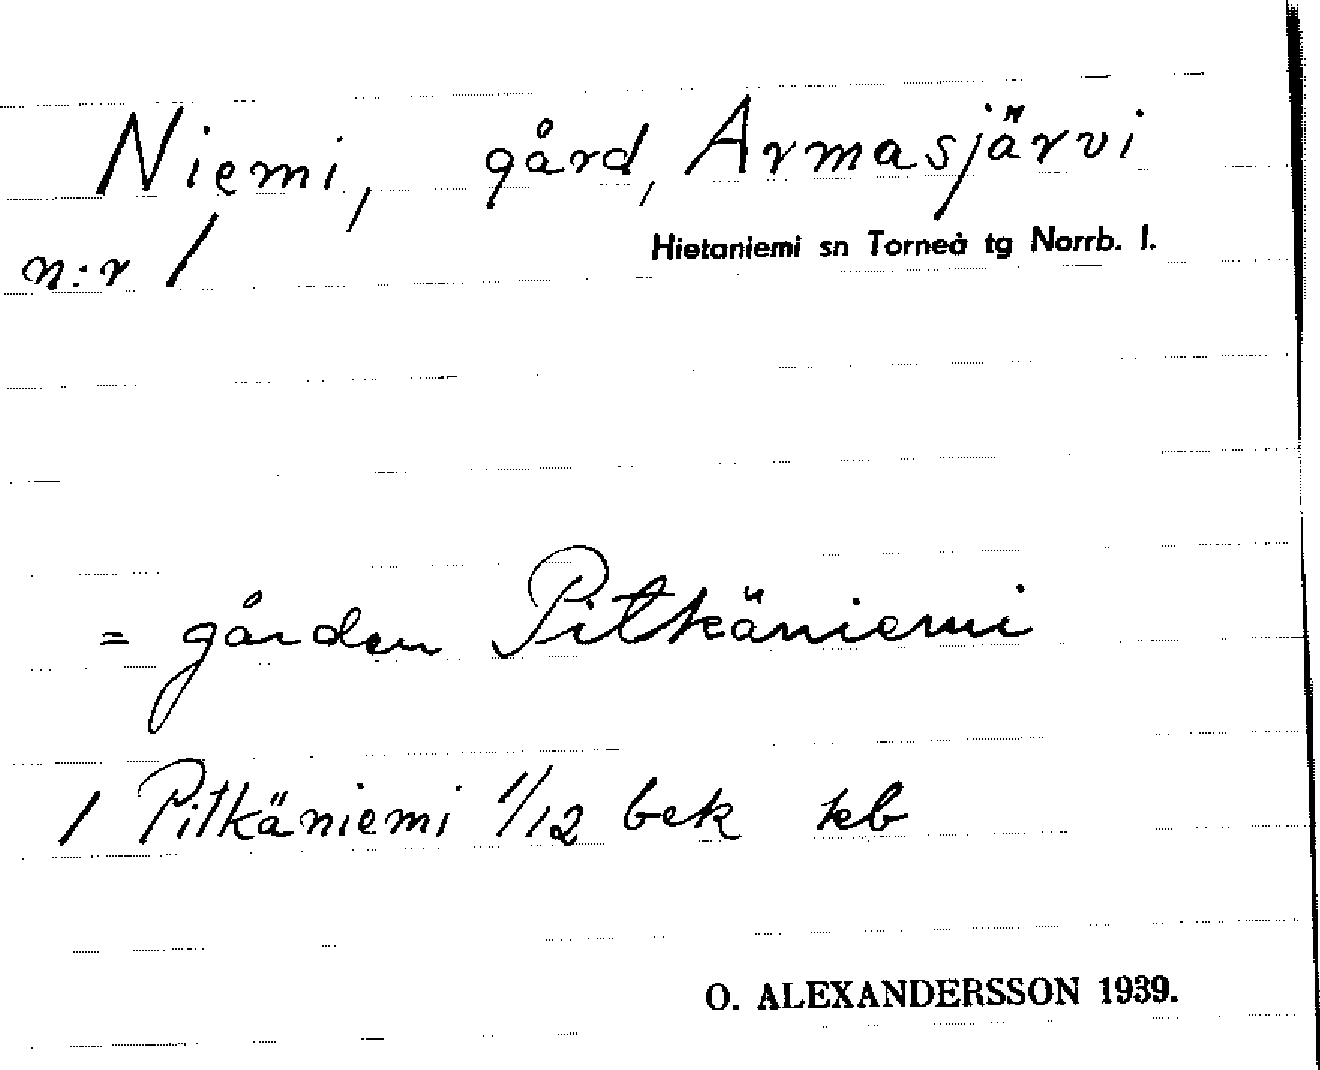 Niemi, gård, Armasjärvi
n:r 1
Hietaniemi sn Torneå tg Norrb. l.
= gården Pitkäniemi
1 Pitkäniemi 1/12 bek kb
O. ALEXANDERSSON 1939.